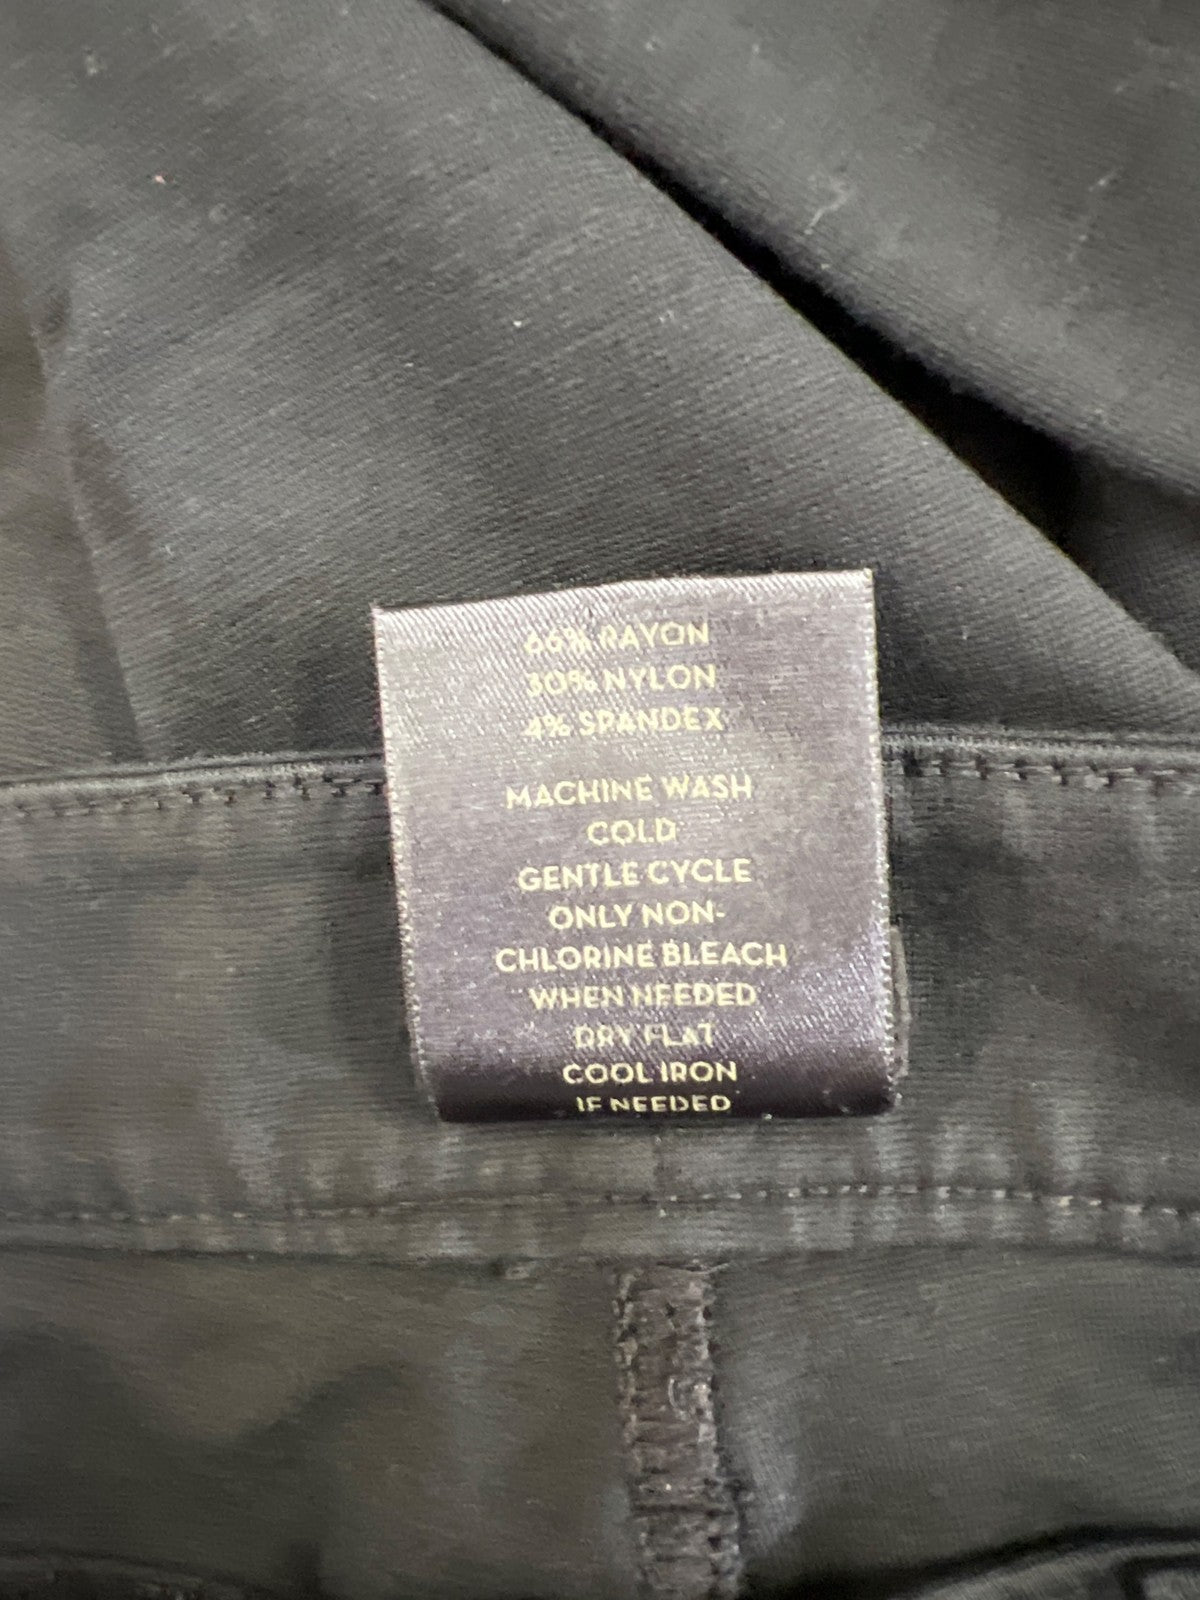 66% RAYON
30% NYLON
4% SPANDEX
MACHINE WASH
COLD
GENTLE CYCLE
ONLY NON-
CHLORINE BLEACH
WHEN NEEDED
DRY FLAT
COOL IRON
IF NEEDED